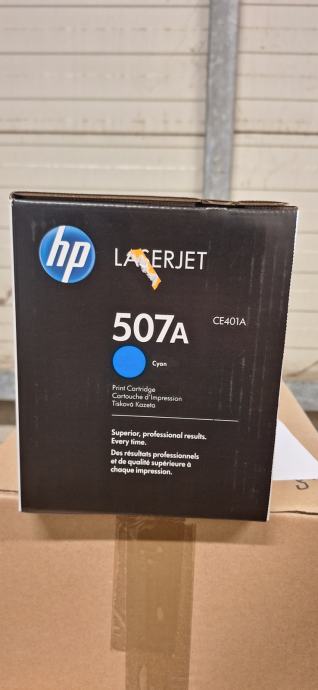 hp
LASERJET
507A
CE401A
Cyan
Print Cartridge
Cartouche d'Impression
Tisková Kazeta
Superior, professional results.
Every time.
Des résultats professionnels
et de qualité supérieure à
chaque impression.